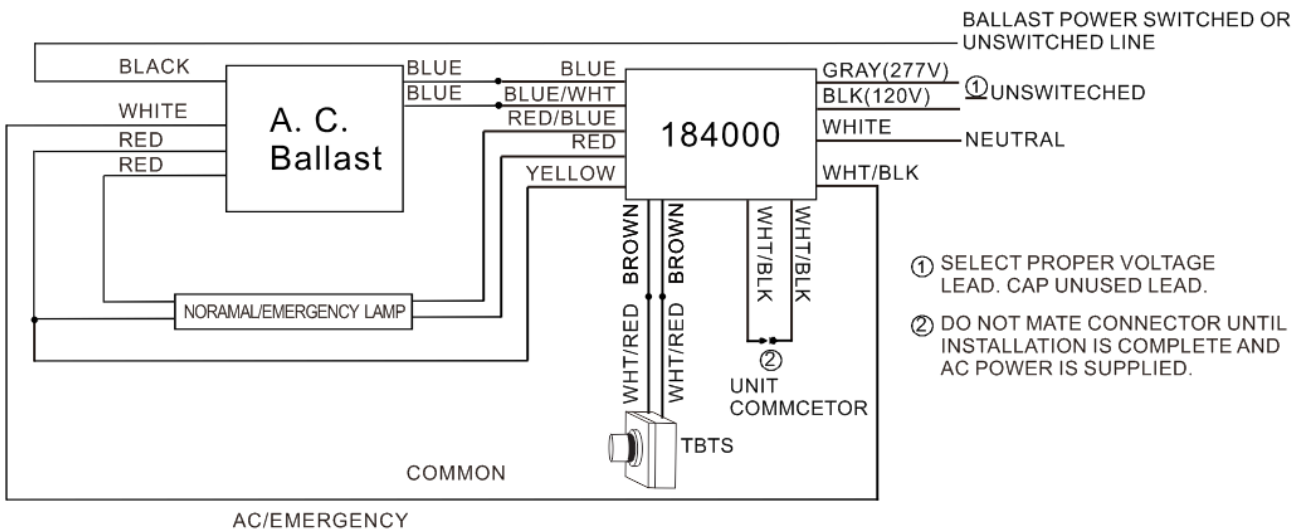 BALLAST POWER SWITCHED OR
UNSWITCHED LINE
BLACK
WHITE
RED
RED
A. C.
Ballast
BLUE
BLUE
BLUE
BLUE/WHT
RED/BLUE
RED
YELLOW
184000
GRAY(277V)
BLK(120V)
① UNSWITECHED
WHITE
NEUTRAL
WHT/BLK
BROWN
BROWN
WHT/BLK
WHT/BLK
WHT/RED
WHT/RED
NORAMAL/EMERGENCY LAMP
②
UNIT
COMMCETOR
TBTS
① SELECT PROPER VOLTAGE
LEAD. CAP UNUSED LEAD.
② DO NOT MATE CONNECTOR UNTIL
INSTALLATION IS COMPLETE AND
AC POWER IS SUPPLIED.
COMMON
AC/EMERGENCY